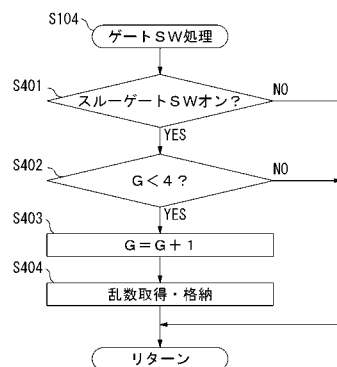 S104
ゲートSW処理
S401
スルーゲートSWオン?
NO
YES
S402
G<4?
NO
YES
S403
G=G+1
S404
乱数取得・格納
リターン